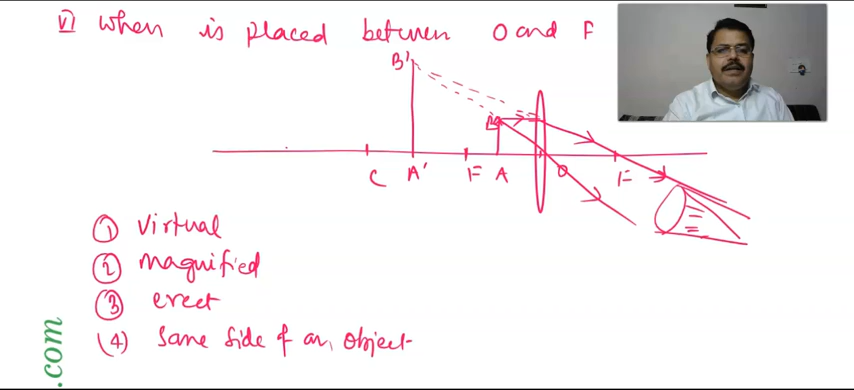 vi) when is placed between O and F
B'
B
C A' F A O F
① Virtual
② magnified
③ erect
(4) Same side of an object
.com